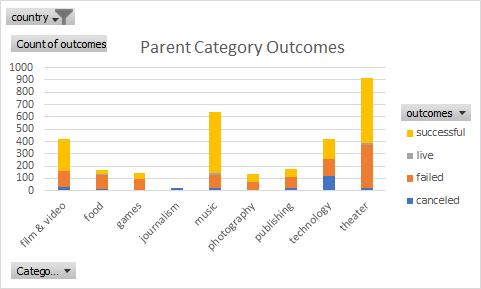 country
Count of outcomes
Parent Category Outcomes
1000
900
800
700
600
500
400
300
200
100
0
film & video
food
games
journalism
music
photography
publishing
technology
theater
outcomes
successful
live
failed
canceled
Catego...